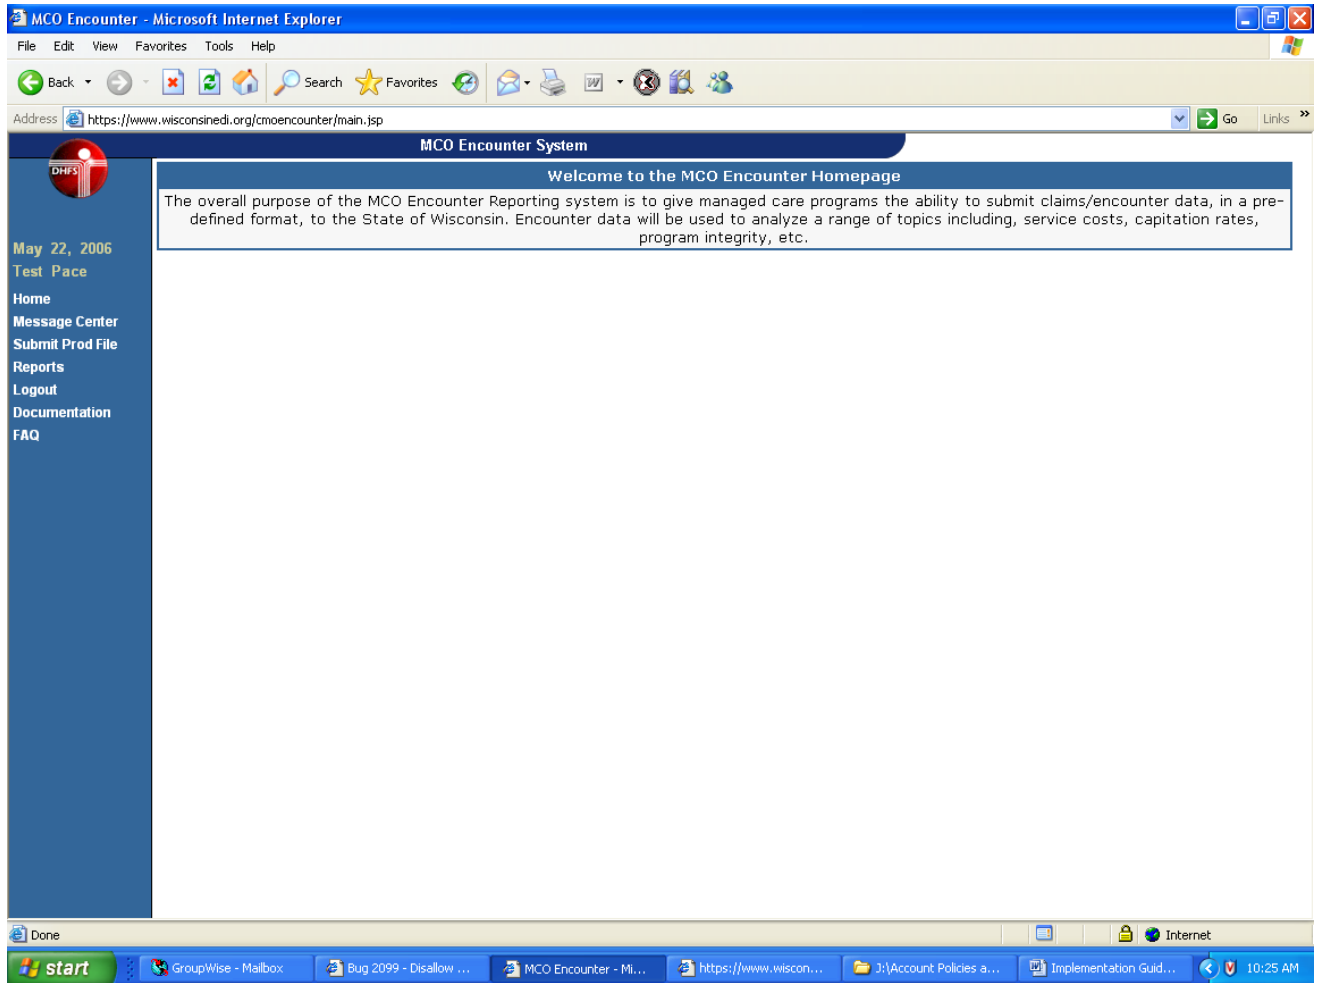 MCO Encounter - Microsoft Internet Explorer
File Edit View Favorites Tools Help
Back Search Favorites
Address https://www.wisconsinedi.org/cmoencounter/main.jsp Go Links »
MCO Encounter System
DHFS
Welcome to the MCO Encounter Homepage
The overall purpose of the MCO Encounter Reporting system is to give managed care programs the ability to submit claims/encounter data, in a pre-
defined format, to the State of Wisconsin. Encounter data will be used to analyze a range of topics including, service costs, capitation rates,
program integrity, etc.
May 22, 2006
Test Pace
Home
Message Center
Submit Prod File
Reports
Logout
Documentation
FAQ
Done Internet
start GroupWise - Mailbox Bug 2099 - Disallow ... MCO Encounter - Mi... https://www.wiscon... J:\Account Policies a... Implementation Guid... 10:25 AM